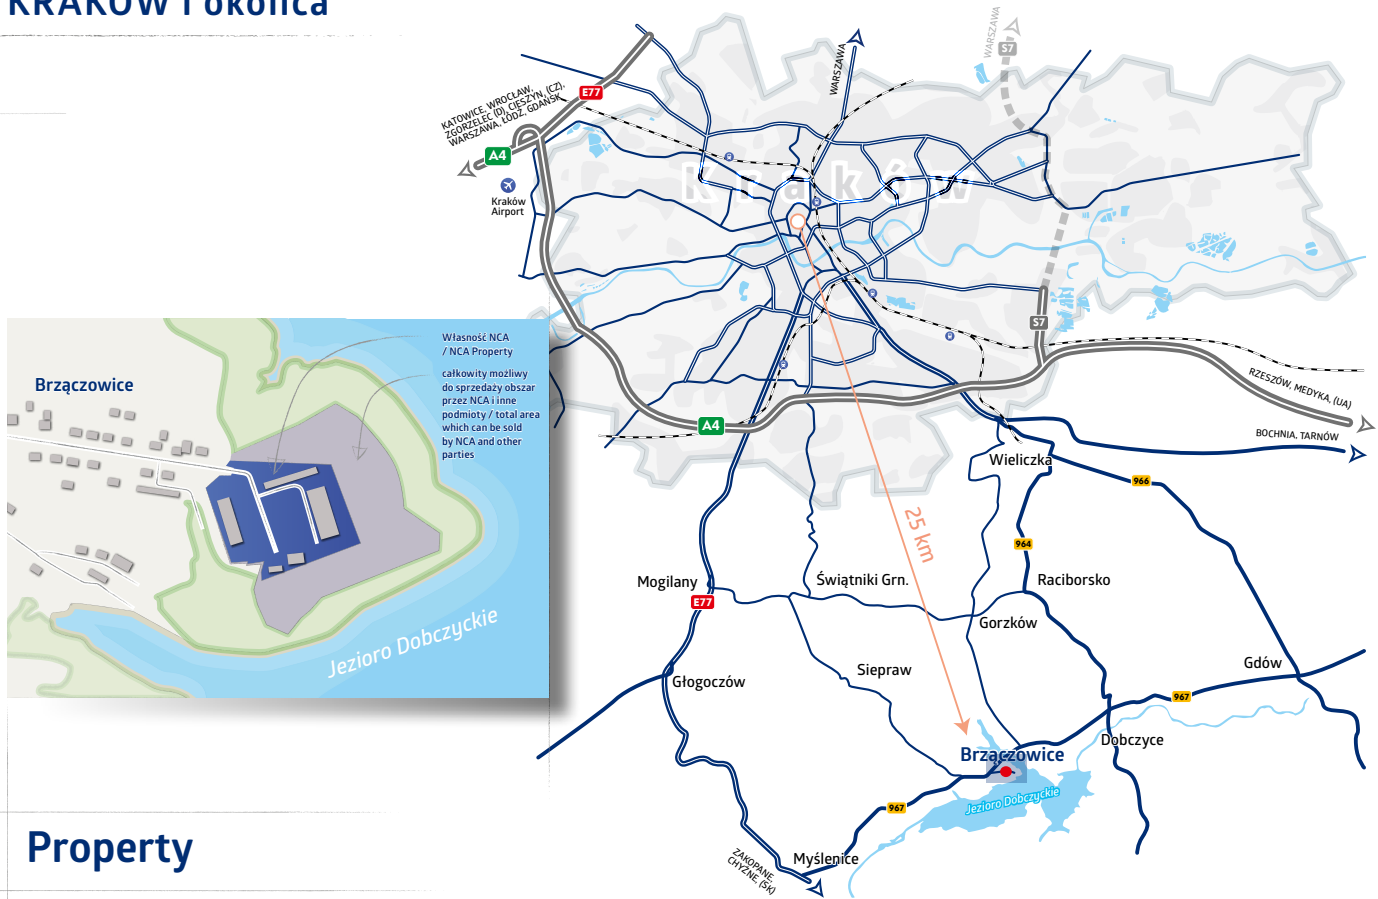 KRAKÓW i okolica
WARSZAWA
S7
WARSZAWA
E77
KATOWICE, WROCŁAW,
ZGORZELEC (D), CIESZYN, (CZ),
WARSZAWA, ŁÓDŹ, GDAŃSK
A4
Kraków
Airport
Kraków
S7
Własność NCA
/ NCA Property
całkowity możliwy
do sprzedaży obszar
przez NCA i inne
podmioty / total area
which can be sold
by NCA and other
parties
Brzączowice
Jezioro Dobczyckie
RZESZÓW, MEDYKA, (UA)
A4
BOCHNIA, TARNÓW
Wieliczka
966
25 km
964
Mogilany
Świątniki Grn.
Raciborsko
E77
Gorzków
Siepraw
Gdów
Głogoczów
967
Dobczyce
Brzączowice
Jezioro Dobczyckie
967
Myślenice
ZAKOPANE,
CHYŻNE, (SK)
Property